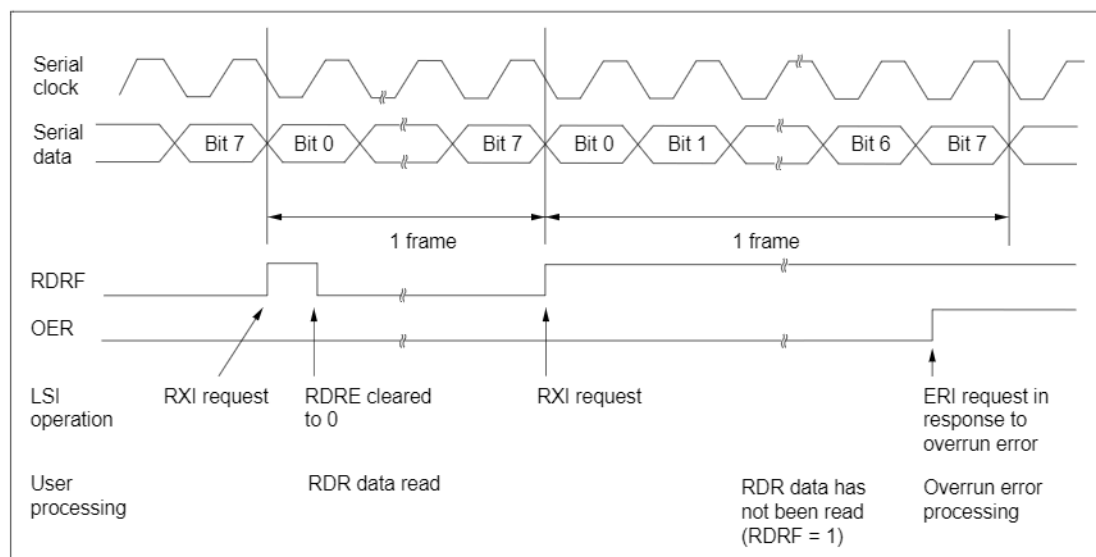 Serial
clock
Serial
data
Bit 7
Bit 0
Bit 7
Bit 0
Bit 1
Bit 6
Bit 7
1 frame
1 frame
RDRF
OER
LSI
operation
RXI request
RDRE cleared
to 0
RXI request
ERI request in
response to
overrun error
User
processing
RDR data read
RDR data has
not been read
(RDRF = 1)
Overrun error
processing